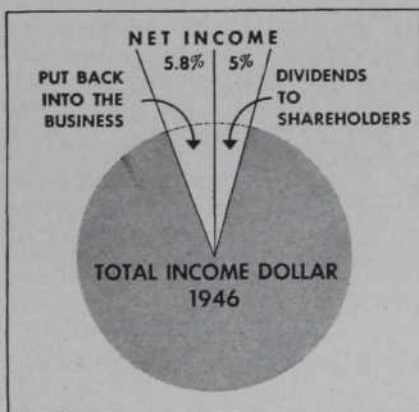 NET INCOME
5.8% 5%
PUT BACK
INTO THE
BUSINESS
DIVIDENDS
TO
SHAREHOLDERS
TOTAL INCOME DOLLAR
1946